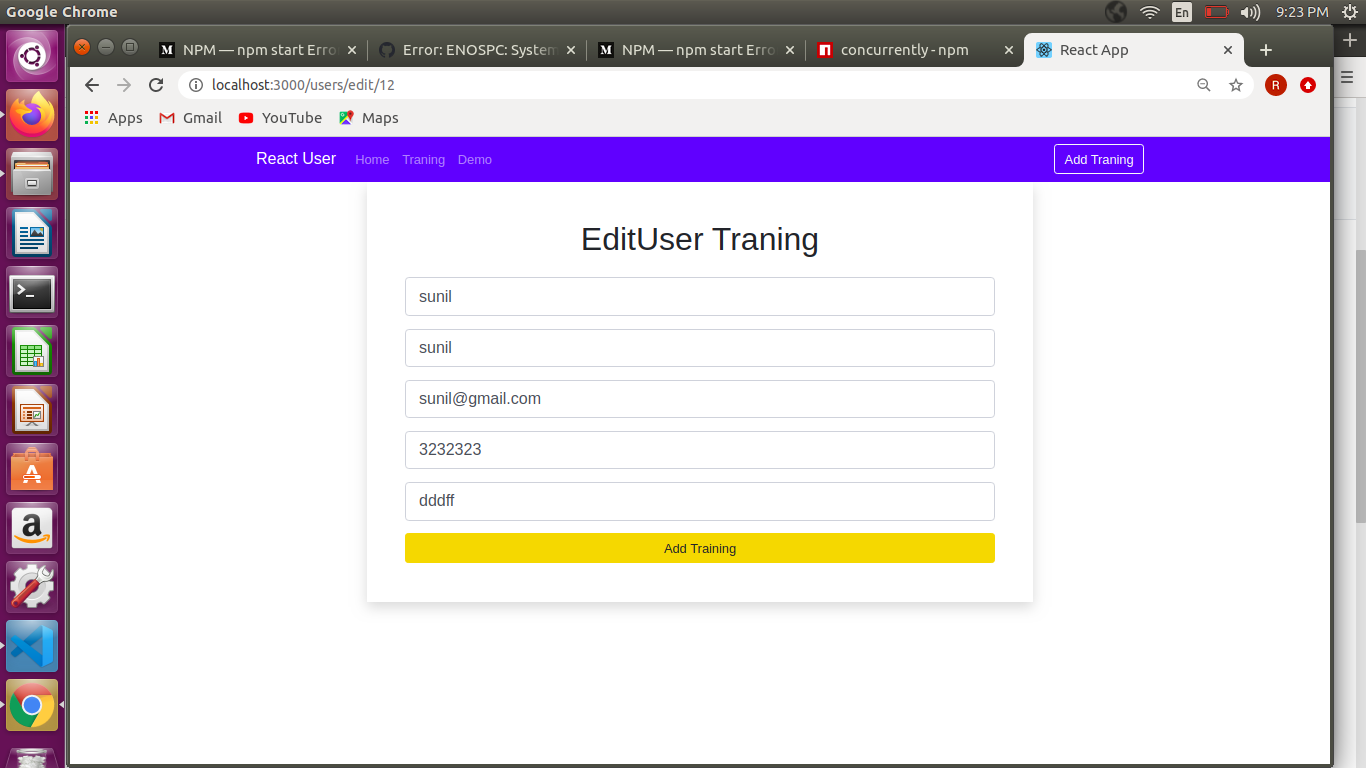 Google Chrome
En
9:23 PM
NPM — npm start Erro
Error: ENOSPC: System
NPM — npm start Erro
concurrently - npm
React App
localhost:3000/users/edit/12
R
Apps
Gmail
YouTube
Maps
React User
Home
Traning
Demo
Add Traning
EditUser Traning
sunil
sunil
sunil@gmail.com
3232323
dddff
Add Training